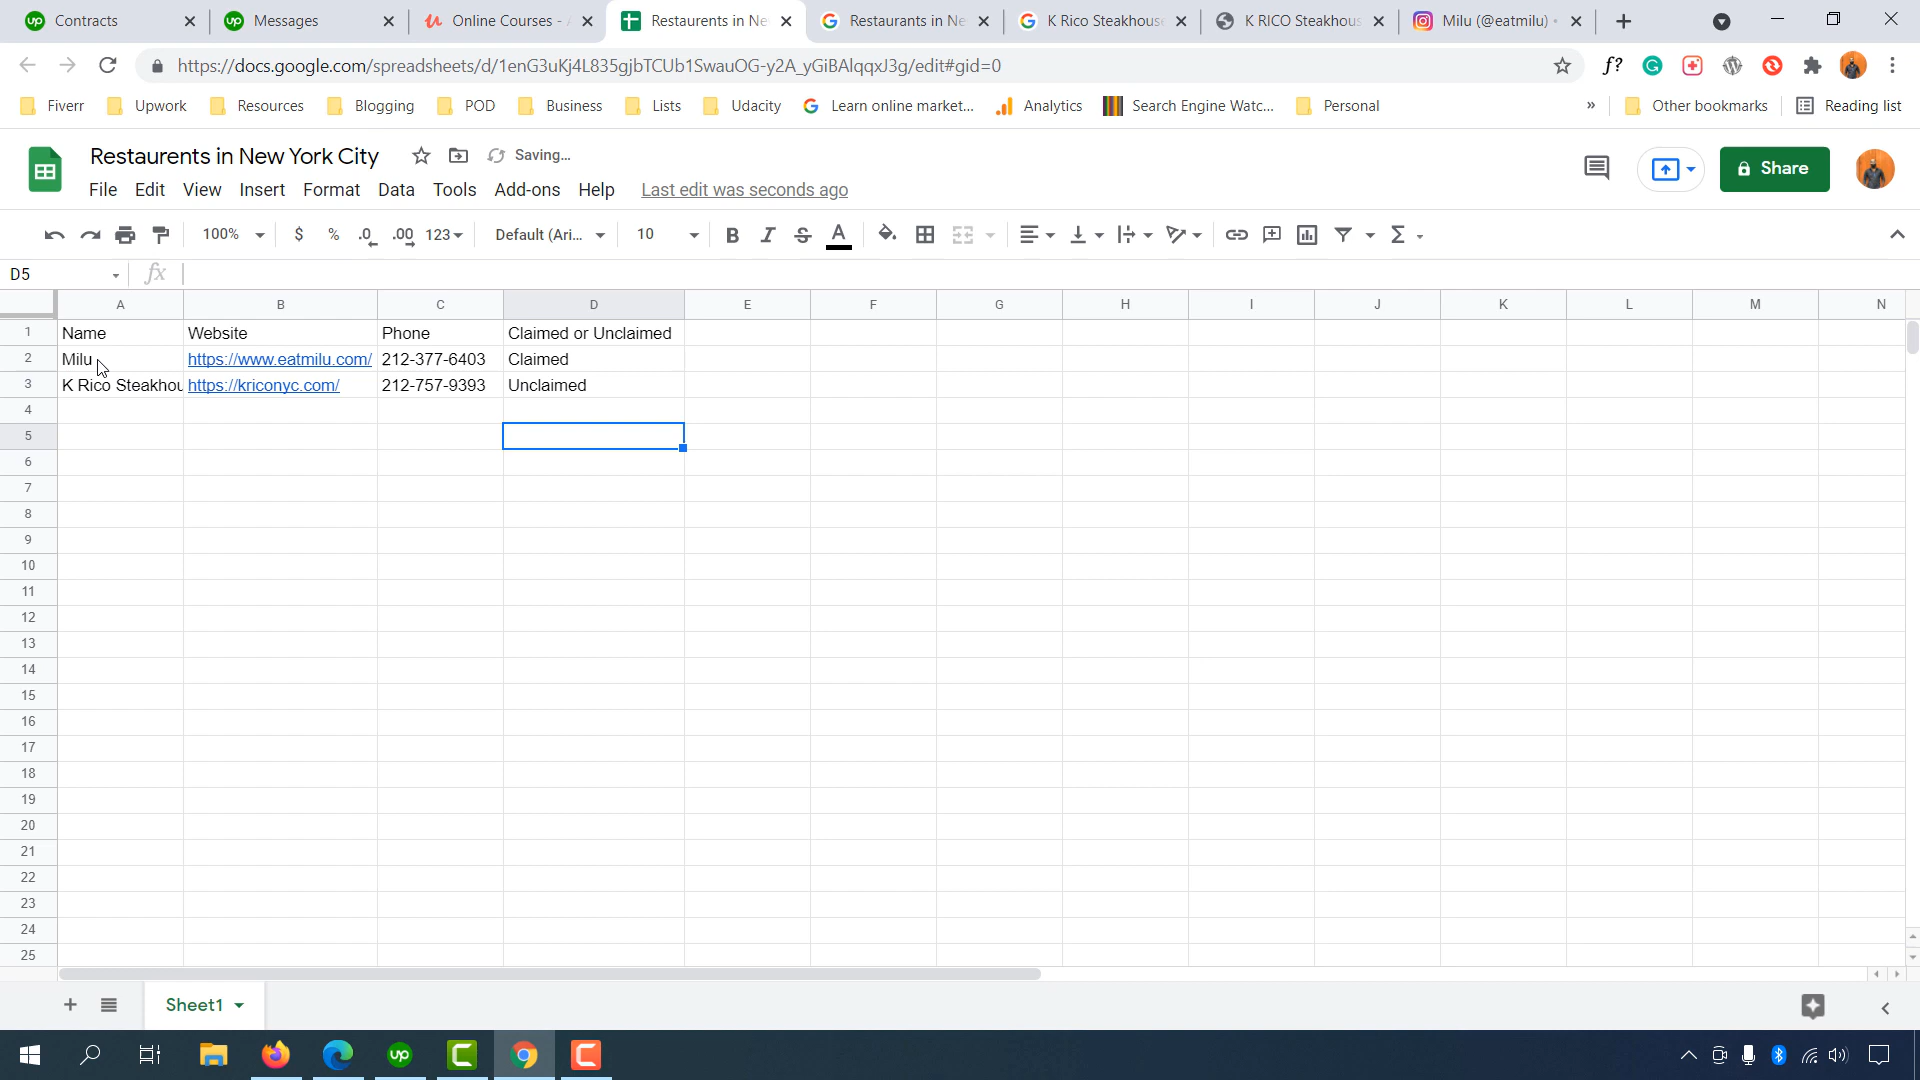 Contracts
Messages
Online Courses - A
Restaurents in Ne
Restaurants in Ne
K Rico Steakhouse
K RICO Steakhous
Milu (@eatmilu) •
https://docs.google.com/spreadsheets/d/1enG3uKj4L835gjbTCUb1SwauOG-y2A_yGiBAlqqxJ3g/edit#gid=0
Fiverr
Upwork
Resources
Blogging
POD
Business
Lists
Udacity
Learn online market...
Analytics
Search Engine Watc...
Personal
»
Other bookmarks
Reading list
Restaurents in New York City
Saving...
File Edit View Insert Format Data Tools Add-ons Help Last edit was seconds ago
Share
100% $ % .0 .00 123 Default (Ari... 10 B I S A Σ
D5 fx
A B C D E F G H I J K L M N
1 Name Website Phone Claimed or Unclaimed
2 Milu https://www.eatmilu.com/ 212-377-6403 Claimed
3 K Rico Steakhou https://kriconyc.com/ 212-757-9393 Unclaimed
4
5
6
7
8
9
10
11
12
13
14
15
16
17
18
19
20
21
22
23
24
25
Sheet1